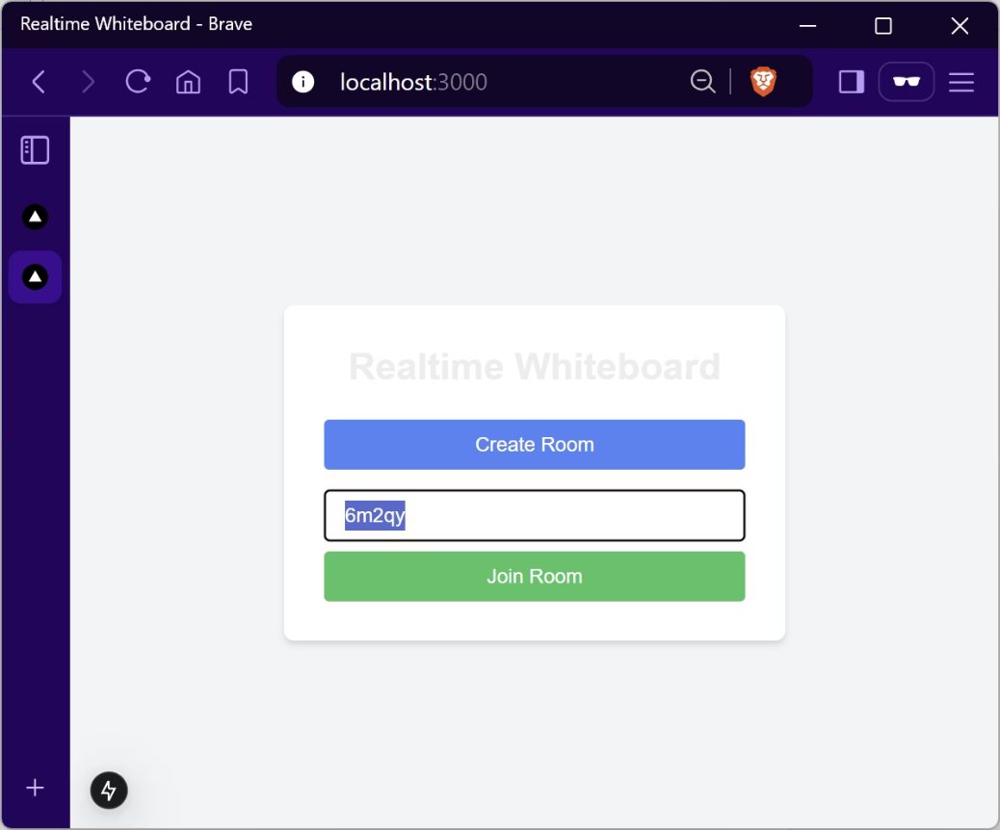 Realtime Whiteboard - Brave
localhost:3000
Realtime Whiteboard
Create Room
6m2qy
Join Room